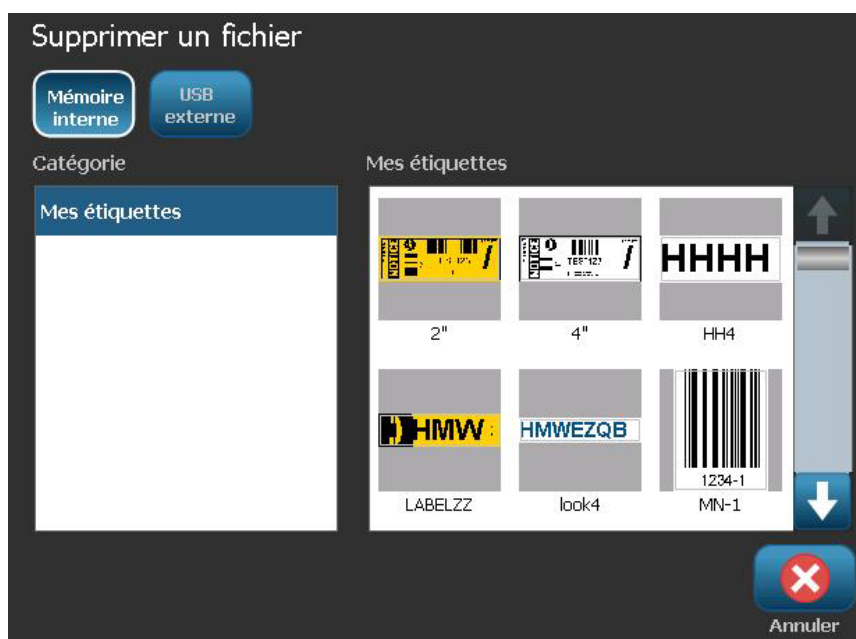 Supprimer un fichier
Mémoire
interne
USB
externe
Catégorie
Mes étiquettes
Mes étiquettes
NOTICE
2"
NOTICE
TEST123
4"
HHHH
HH4
HMW
LABELZZ
HMWEZQB
look4
1234-1
MN-1
Annuler